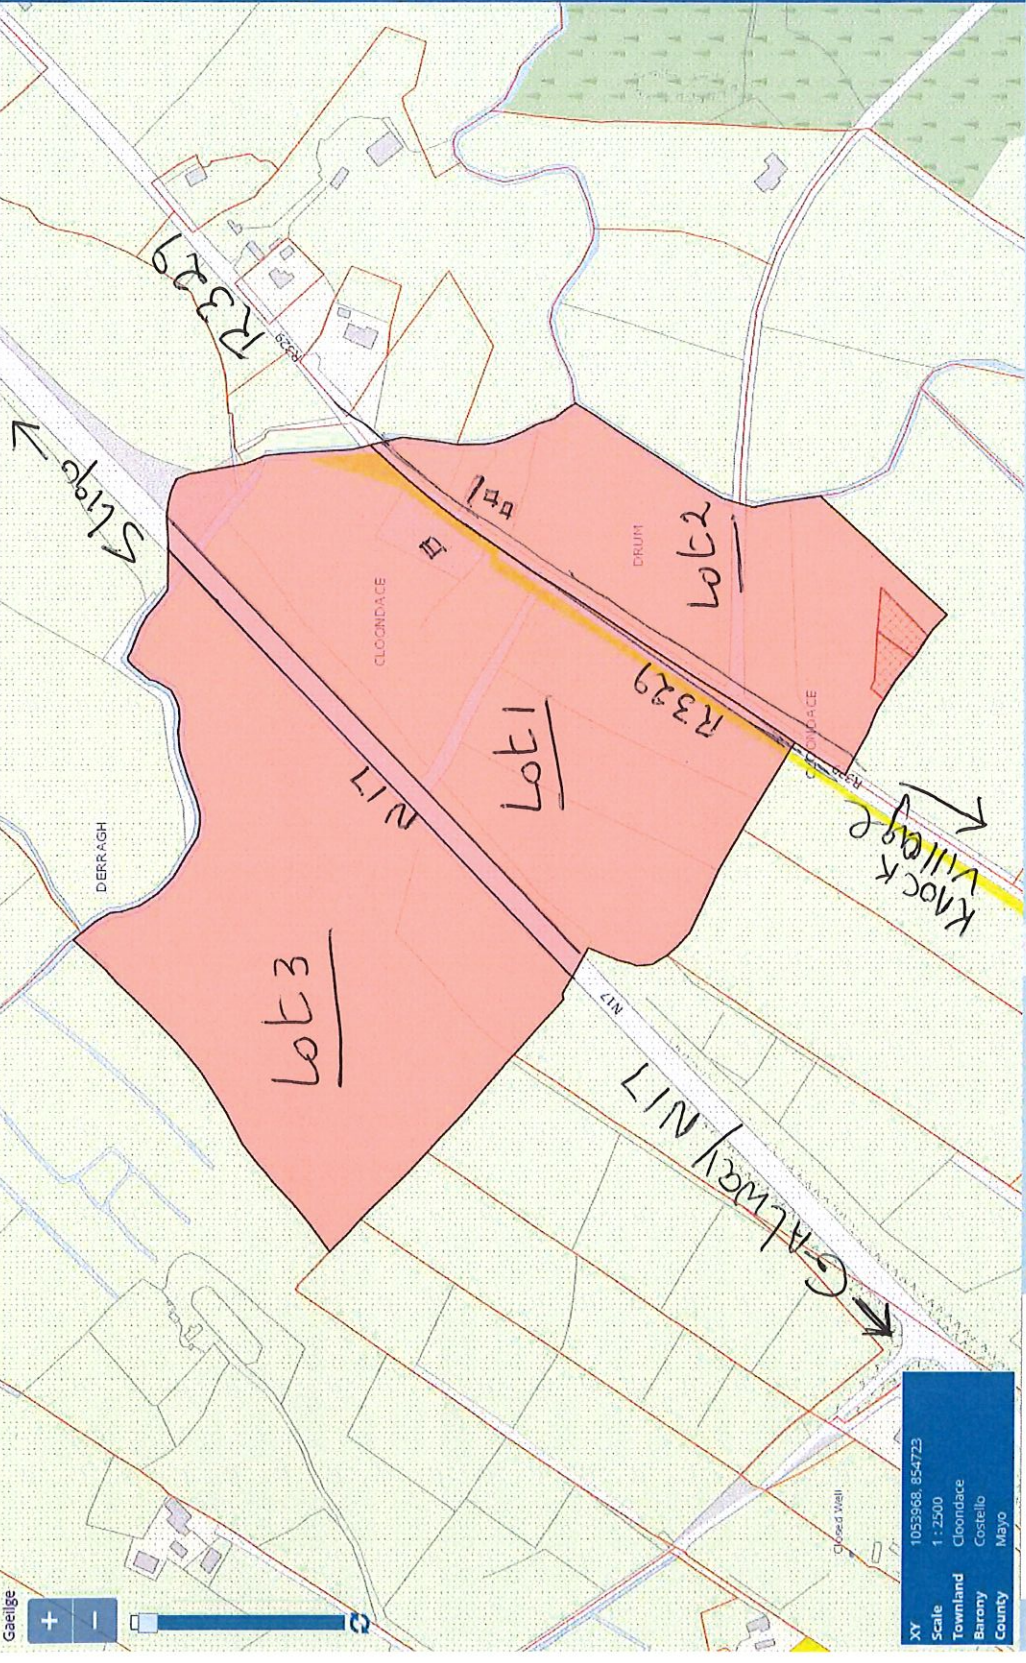 Gaeilge
+
−
Sligo
DERRAGH
R329
R329
Lot 3
CLOONDACE
N17
Lot 1
N17
DRUM
R329
Lot 2
GALWAY N17
R329
Knock
Village
Closed Well
XY 1053968, 854723
Scale 1 : 2500
Townland Cloondace
Barony Costello
County Mayo